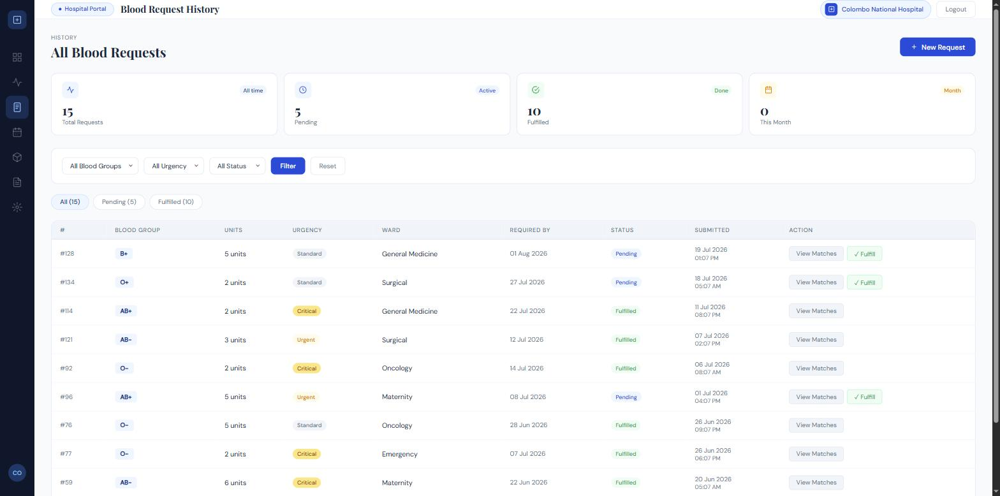 Hospital Portal Blood Request History Colombo National Hospital Logout
HISTORY
All Blood Requests
+ New Request
All time Active Done Month
15 5 10 0
Total Requests Pending Fulfilled This Month
All Blood Groups All Urgency All Status Filter Reset
All (15) Pending (5) Fulfilled (10)
# BLOOD GROUP UNITS URGENCY WARD REQUIRED BY STATUS SUBMITTED ACTION
#128 B+ 5 units Standard General Medicine 01 Aug 2026 Pending 19 Jul 2026 01:07 PM View Matches ✓ Fulfill
#134 O+ 2 units Standard Surgical 27 Jul 2026 Pending 18 Jul 2026 05:07 AM View Matches ✓ Fulfill
#114 AB+ 2 units Critical General Medicine 22 Jul 2026 Fulfilled 11 Jul 2026 08:07 PM View Matches
#121 AB− 3 units Urgent Surgical 12 Jul 2026 Fulfilled 07 Jul 2026 02:07 PM View Matches
#92 O− 2 units Critical Oncology 14 Jul 2026 Fulfilled 06 Jul 2026 08:07 AM View Matches
#96 AB+ 5 units Urgent Maternity 08 Jul 2026 Pending 01 Jul 2026 04:07 PM View Matches ✓ Fulfill
#76 O− 5 units Standard Oncology 28 Jun 2026 Fulfilled 26 Jun 2026 09:07 PM View Matches
#77 O− 2 units Critical Emergency 07 Jul 2026 Fulfilled 26 Jun 2026 06:07 PM View Matches
#59 AB− 6 units Critical Maternity 22 Jun 2026 Fulfilled 20 Jun 2026 05:07 AM View Matches
CO